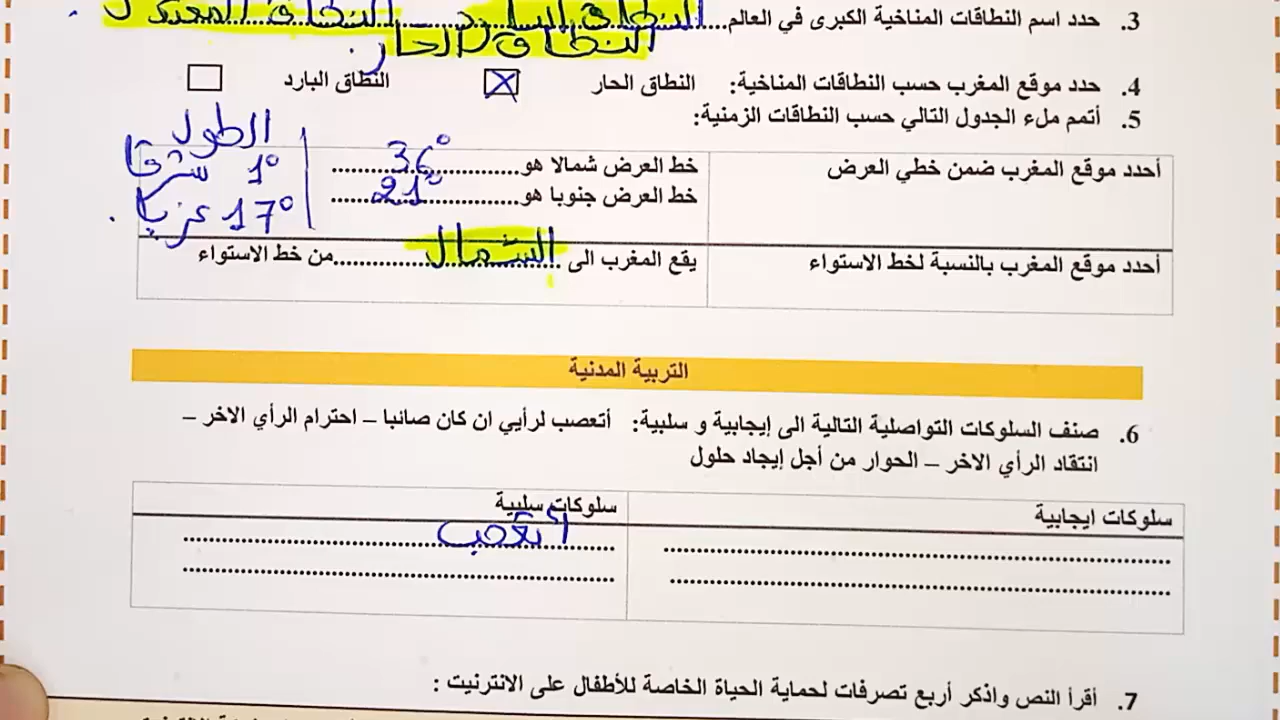 3. حدد اسم النطاقات المناخية الكبرى في العالم.....النطاق البارد - النطاق المعتدل
النطاق الحار.
4. حدد موقع المغرب حسب النطاقات المناخية: النطاق الحار النطاق البارد
5. أتمم ملء الجدول التالي حسب النطاقات الزمنية:
أحدد موقع المغرب ضمن خطي العرض
خط العرض شمالا هو......36°......
خط العرض جنوبا هو......21°......
الطول
1° شرقا
17° غربا.
أحدد موقع المغرب بالنسبة لخط الاستواء
يقع المغرب الى ......الشمال......من خط الاستواء
التربية المدنية
6. صنف السلوكات التواصلية التالية الى إيجابية و سلبية: أتعصب لرأيي ان كان صائبا – احترام الرأي الاخر –
انتقاد الرأي الاخر – الحوار من أجل إيجاد حلول
سلوكات ايجابية سلوكات سلبية
أتعصب
7. أقرأ النص واذكر أربع تصرفات لحماية الحياة الخاصة للأطفال على الانترنيت :